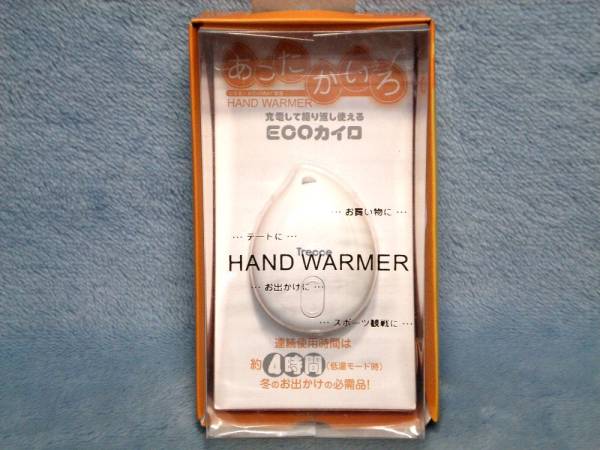 あったかいろ
HAND WARMER
充電して繰り返し使える
ECOカイロ
… お買い物に …
… デートに …
Trecce
HAND WARMER
… お出かけに …
… スポーツ観戦に …
連続使用時間は
約4時間(低温モード時)
冬のお出かけの必需品!